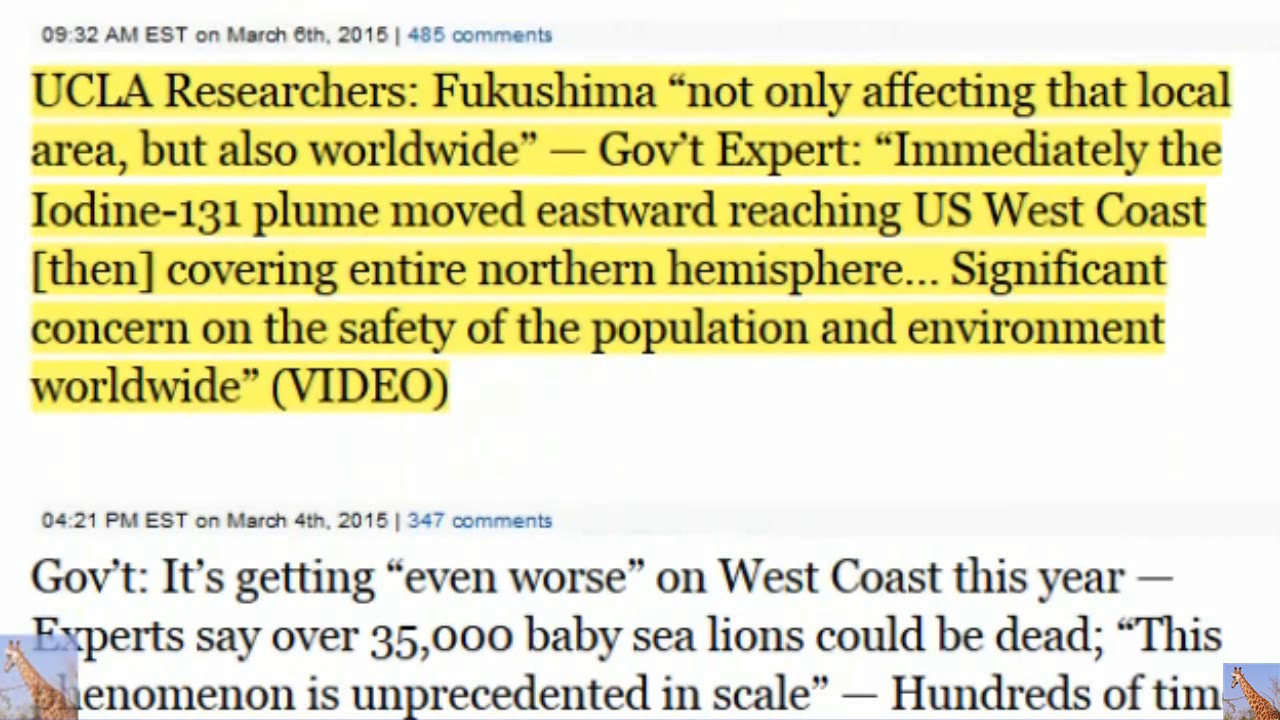 09:32 AM EST on March 6th, 2015 | 485 comments
UCLA Researchers: Fukushima “not only affecting that local
area, but also worldwide” — Gov’t Expert: “Immediately the
Iodine-131 plume moved eastward reaching US West Coast
[then] covering entire northern hemisphere... Significant
concern on the safety of the population and environment
worldwide” (VIDEO)
04:21 PM EST on March 4th, 2015 | 347 comments
Gov’t: It’s getting “even worse” on West Coast this year —
Experts say over 35,000 baby sea lions could be dead; “This
henomenon is unprecedented in scale” — Hundreds of tim